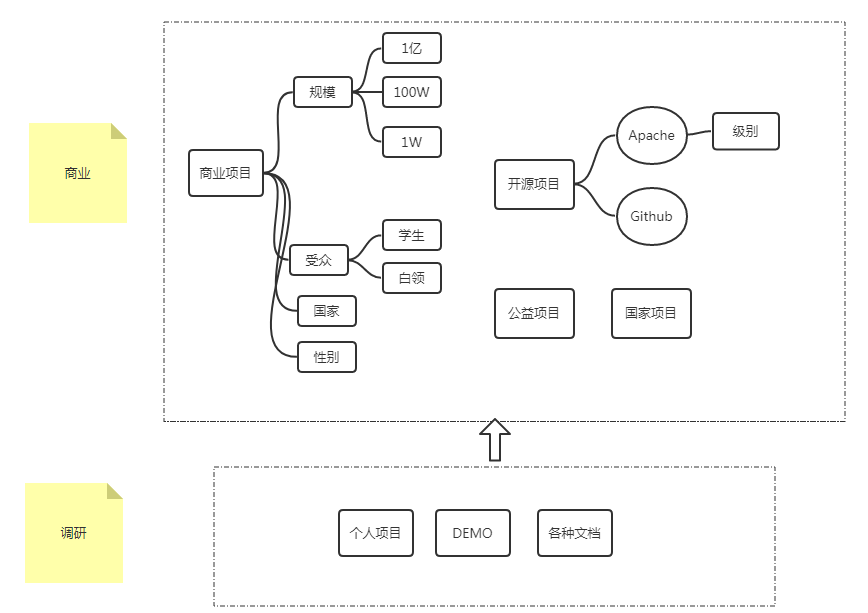 商业
商业项目
规模
1亿
100W
1W
受众
学生
白领
国家
性别
开源项目
Apache
级别
Github
公益项目
国家项目
调研
个人项目
DEMO
各种文档